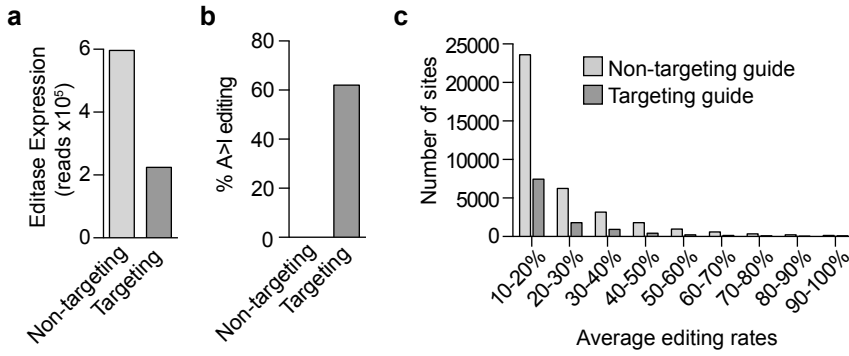 a
Editase Expression
(reads x10⁵)
6
4
2
0
Non-targeting
Targeting
b
% A>I editing
80
60
40
20
0
Non-targeting
Targeting
c
Number of sites
25000
20000
15000
10000
5000
0
Non-targeting guide
Targeting guide
10-20%
20-30%
30-40%
40-50%
50-60%
60-70%
70-80%
80-90%
90-100%
Average editing rates